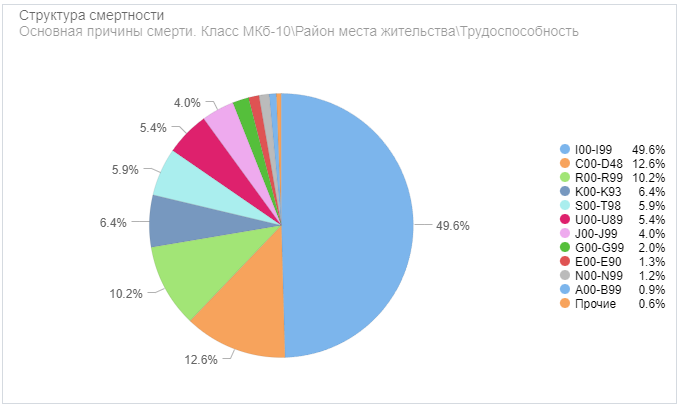 Структура смертности
Основная причины смерти. Класс МКб-10\Район места жительства\Трудоспособность
4.0%
5.4%
5.9%
6.4%
10.2%
12.6%
49.6%
I00-I99 49.6%
C00-D48 12.6%
R00-R99 10.2%
K00-K93 6.4%
S00-T98 5.9%
U00-U89 5.4%
J00-J99 4.0%
G00-G99 2.0%
E00-E90 1.3%
N00-N99 1.2%
A00-B99 0.9%
Прочие 0.6%